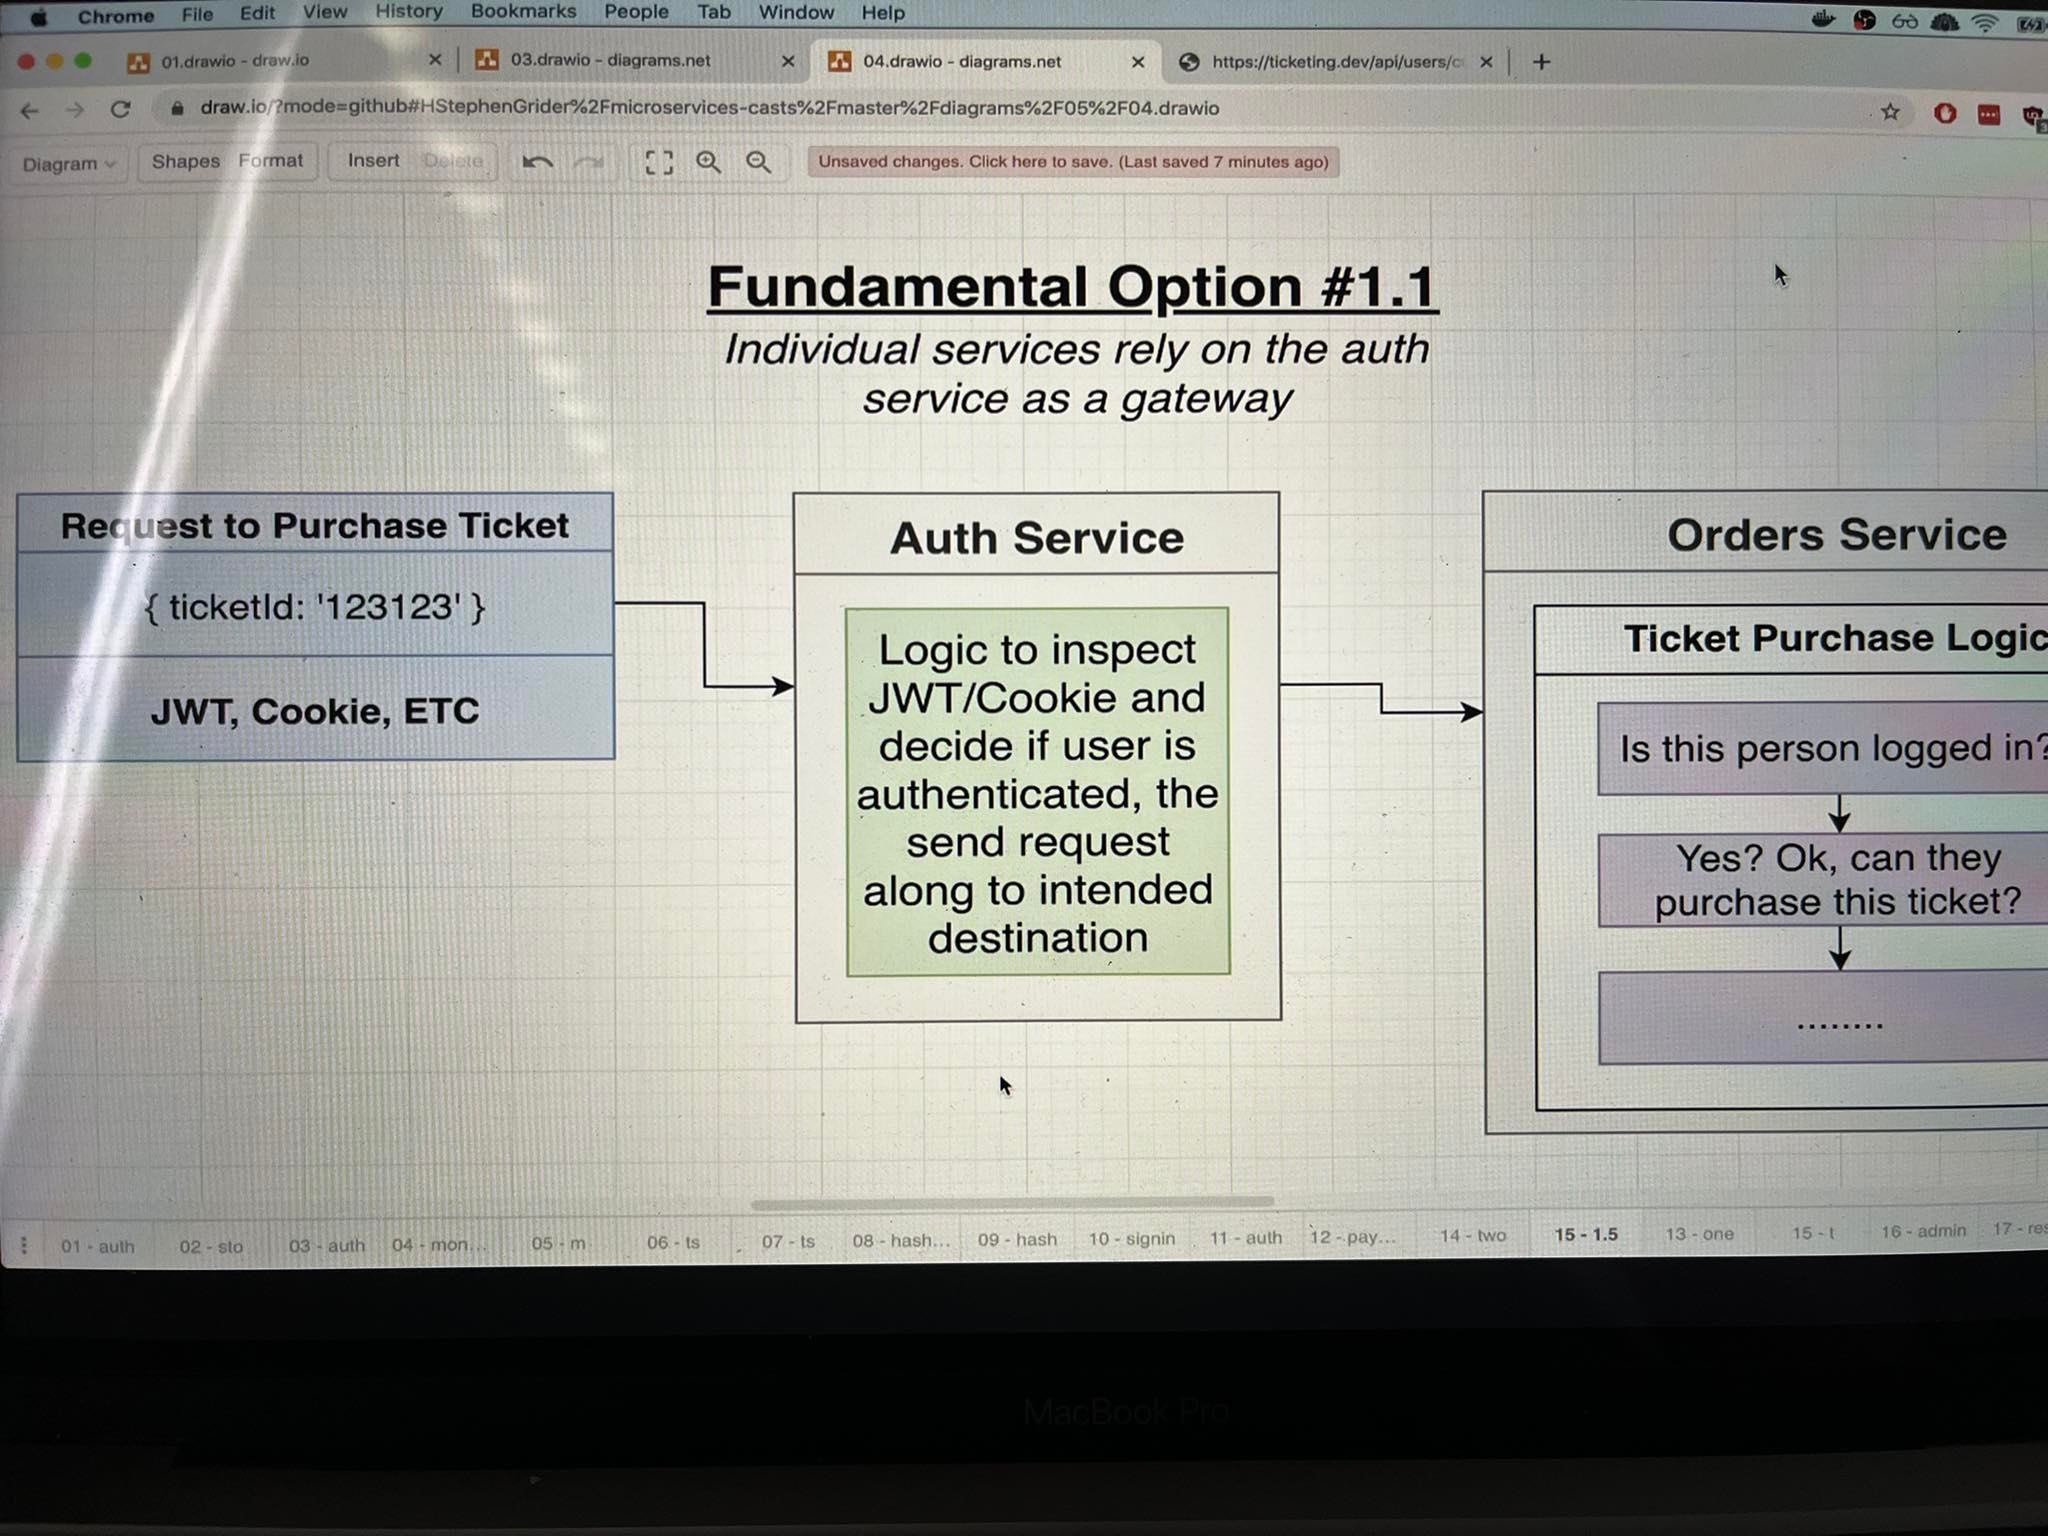 Chrome File Edit View History Bookmarks People Tab Window Help
01.drawio - draw.io
03.drawio - diagrams.net
04.drawio - diagrams.net
https://ticketing.dev/api/users/c
draw.io/?mode=github#HStephenGrider%2Fmicroservices-casts%2Fmaster%2Fdiagrams%2F05%2F04.drawio
Diagram Shapes Format Insert Delete
Unsaved changes. Click here to save. (Last saved 7 minutes ago)
Fundamental Option #1.1
Individual services rely on the auth
service as a gateway
Request to Purchase Ticket
{ ticketId: '123123' }
JWT, Cookie, ETC
Auth Service
Logic to inspect
JWT/Cookie and
decide if user is
authenticated, the
send request
along to intended
destination
Orders Service
Ticket Purchase Logic
Is this person logged in?
Yes? Ok, can they
purchase this ticket?
........
01 - auth 02 - sto 03 - auth 04 - mon... 05 - m 06 - ts 07 - ts 08 - hash... 09 - hash 10 - signin 11 - auth 12 - pay... 14 - two 15 - 1.5 13 - one 15 - t 16 - admin 17 - res
MacBook Pro